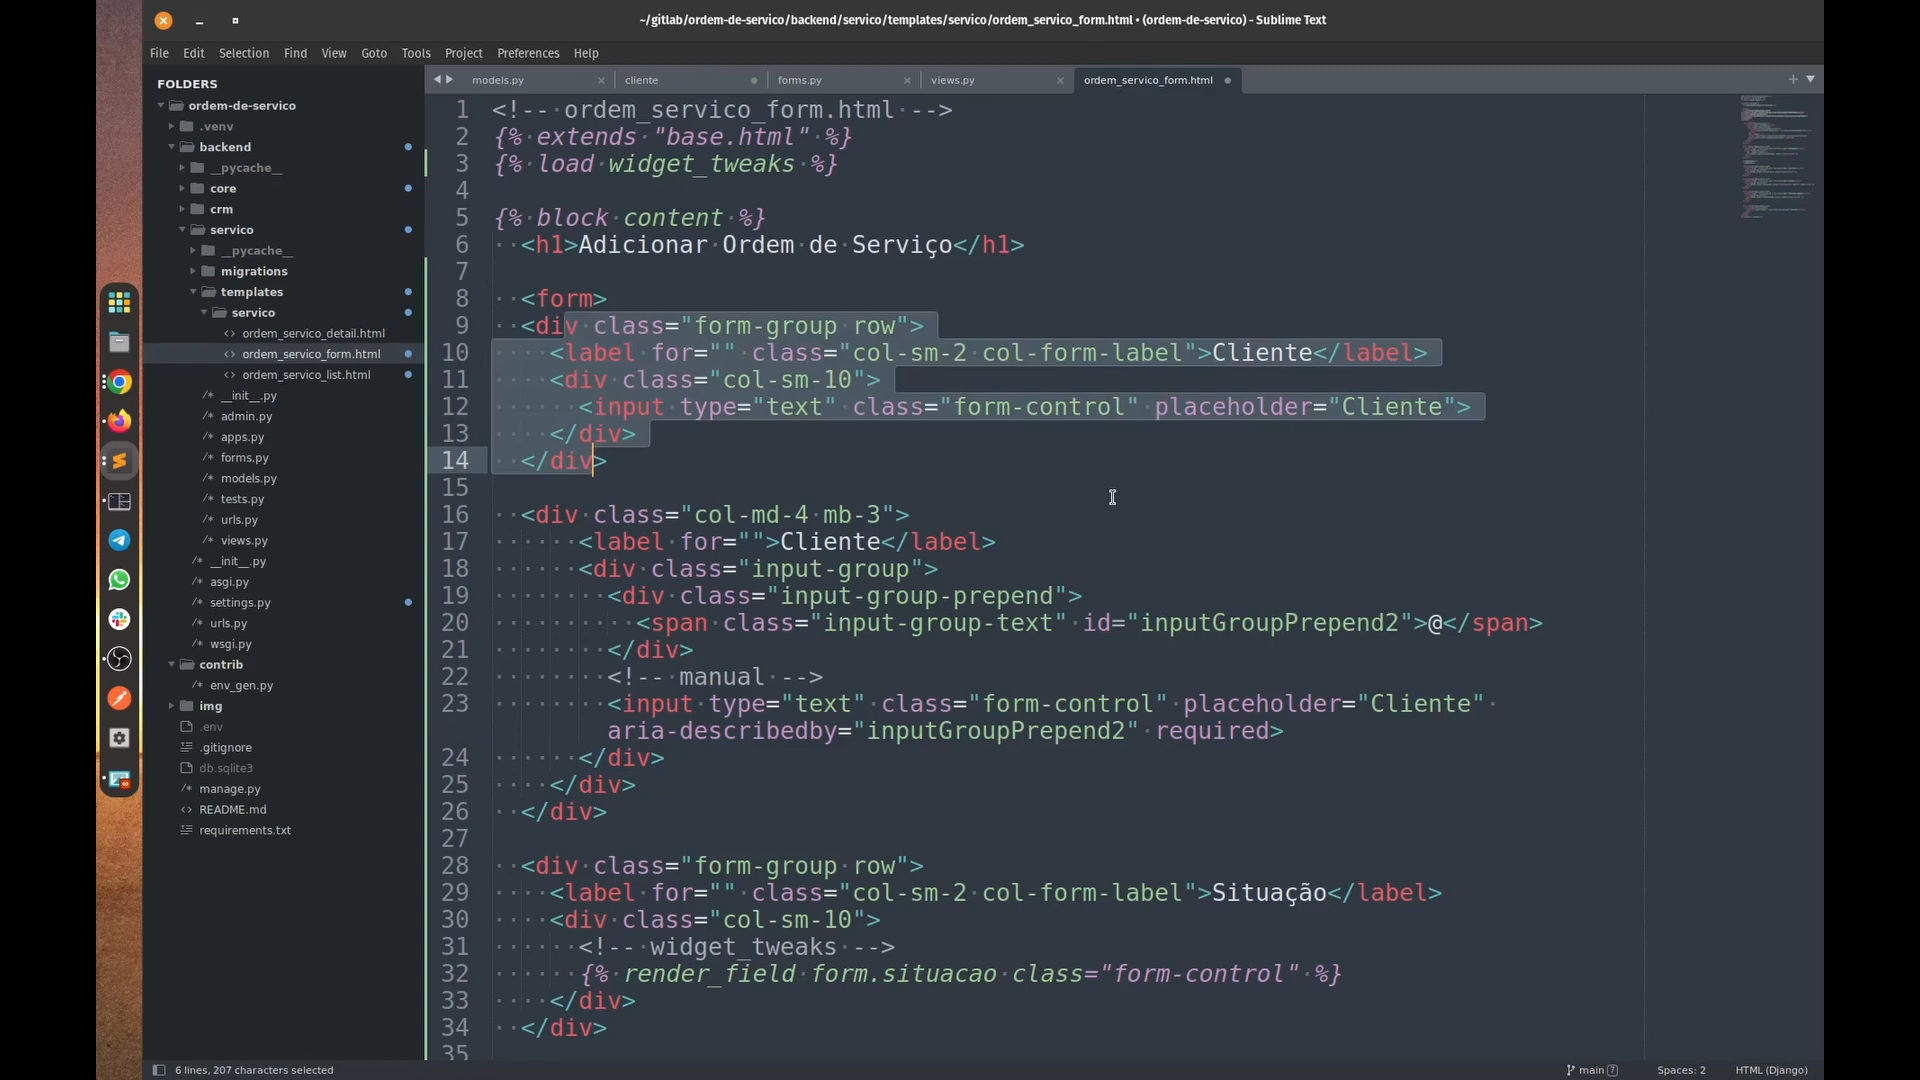 ~/gitlab/ordem-de-servico/backend/servico/templates/servico/ordem_servico_form.html • (ordem-de-servico) - Sublime Text
File Edit Selection Find View Goto Tools Project Preferences Help
FOLDERS
ordem-de-servico
.venv
backend
__pycache__
core
crm
servico
__pycache__
migrations
templates
servico
ordem_servico_detail.html
ordem_servico_form.html
ordem_servico_list.html
__init__.py
admin.py
apps.py
forms.py
models.py
tests.py
urls.py
views.py
__init__.py
asgi.py
settings.py
urls.py
wsgi.py
contrib
env_gen.py
img
.env
.gitignore
db.sqlite3
manage.py
README.md
requirements.txt
models.py cliente forms.py views.py ordem_servico_form.html
1 <!-- ordem_servico_form.html -->
2 {% extends "base.html" %}
3 {% load widget_tweaks %}
4
5 {% block content %}
6 <h1>Adicionar Ordem de Serviço</h1>
7
8 <form>
9 <div class="form-group row">
10 <label for="" class="col-sm-2 col-form-label">Cliente</label>
11 <div class="col-sm-10">
12 <input type="text" class="form-control" placeholder="Cliente">
13 </div>
14 </div>
15
16 <div class="col-md-4 mb-3">
17 <label for="">Cliente</label>
18 <div class="input-group">
19 <div class="input-group-prepend">
20 <span class="input-group-text" id="inputGroupPrepend2">@</span>
21 </div>
22 <!-- manual -->
23 <input type="text" class="form-control" placeholder="Cliente"
aria-describedby="inputGroupPrepend2" required>
24 </div>
25 </div>
26 </div>
27
28 <div class="form-group row">
29 <label for="" class="col-sm-2 col-form-label">Situação</label>
30 <div class="col-sm-10">
31 <!-- widget_tweaks -->
32 {% render_field form.situacao class="form-control" %}
33 </div>
34 </div>
35
6 lines, 207 characters selected main 7 Spaces: 2 HTML (Django)